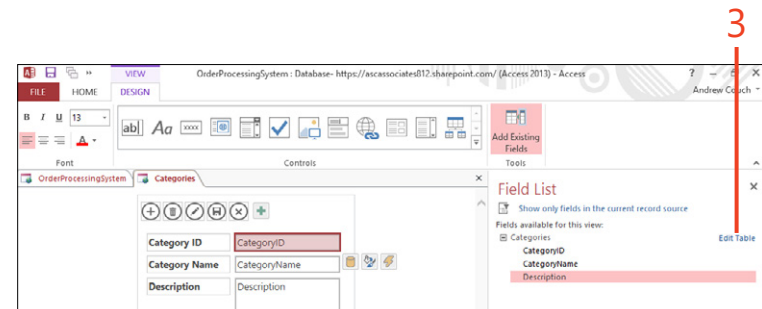 3
VIEW
OrderProcessingSystem : Database- https://ascassociates812.sharepoint.com/ (Access 2013) - Access
? – X
FILE HOME DESIGN
Andrew Couch
B I U 13
ab| Aa xxxx
A
Add Existing
Fields
Font Controls Tools
OrderProcessingSystem Categories ×
Field List ×
Show only fields in the current record source
Fields available for this view:
Categories Edit Table
CategoryID
CategoryName
Description
Category ID CategoryID
Category Name CategoryName
Description Description